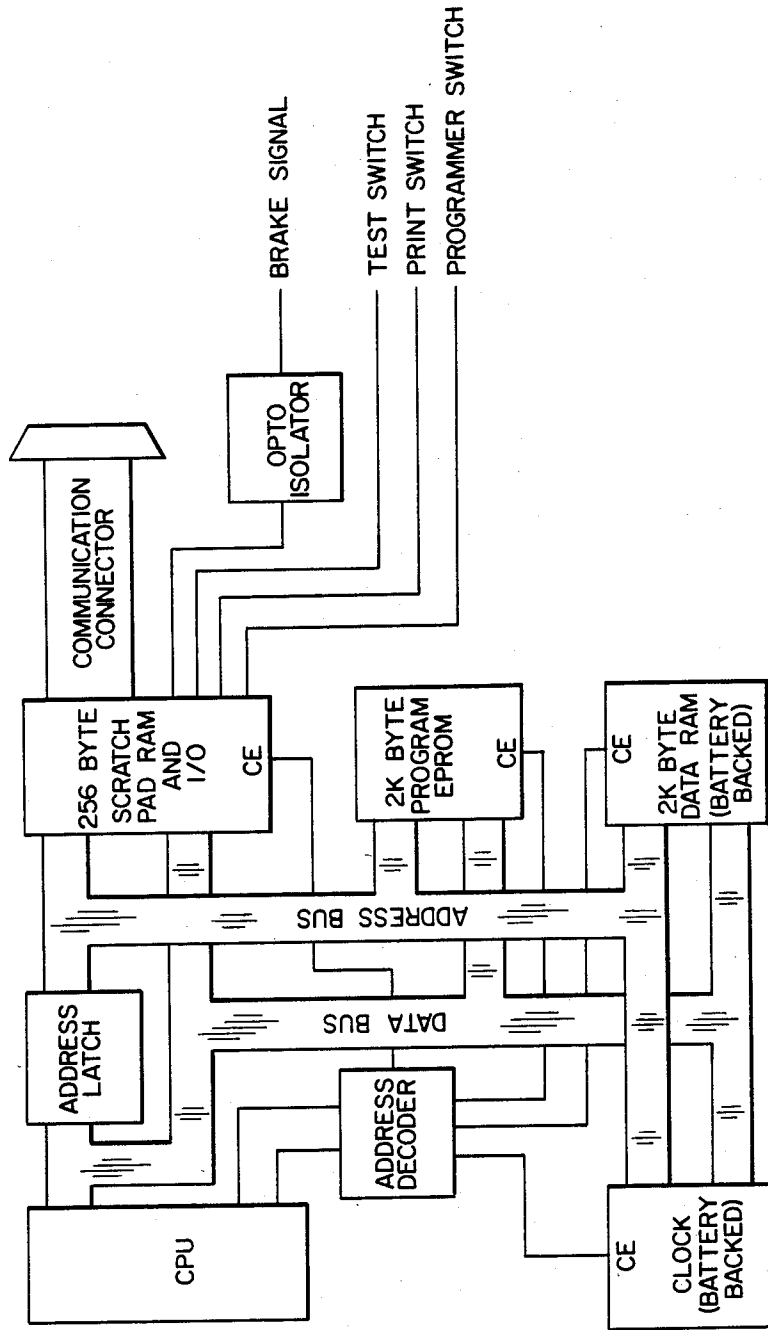 CPU
ADDRESS
LATCH
256 BYTE
SCRATCH
PAD RAM
AND
I/O
CE
COMMUNICATION
CONNECTOR
OPTO
ISOLATOR
BRAKE SIGNAL
TEST SWITCH
PRINT SWITCH
PROGRAMMER SWITCH
ADDRESS BUS
DATA BUS
ADDRESS
DECODER
2K BYTE
PROGRAM
EPROM
CE
CE
CLOCK
(BATTERY
BACKED)
CE
2K BYTE
DATA RAM
(BATTERY
BACKED)